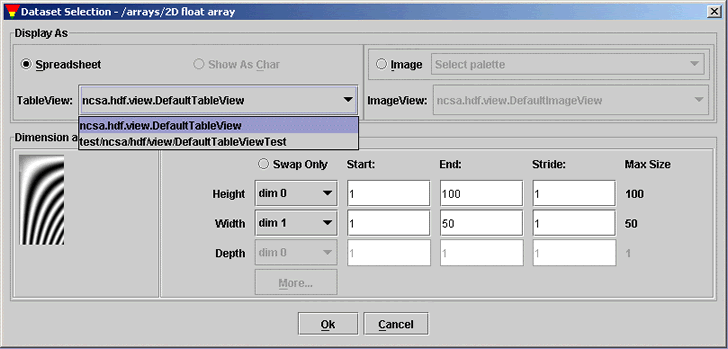 Dataset Selection - /arrays/2D float array
Display As
Spreadsheet Show As Char Image Select palette
TableView: ncsa.hdf.view.DefaultTableView ImageView: ncsa.hdf.view.DefaultImageView
ncsa.hdf.view.DefaultTableView
test/ncsa/hdf/view/DefaultTableViewTest
Dimension a
Swap Only Start: End: Stride: Max Size
Height dim 0 1 100 1 100
Width dim 1 1 50 1 50
Depth dim 0 1 1 1 1
More...
Ok Cancel